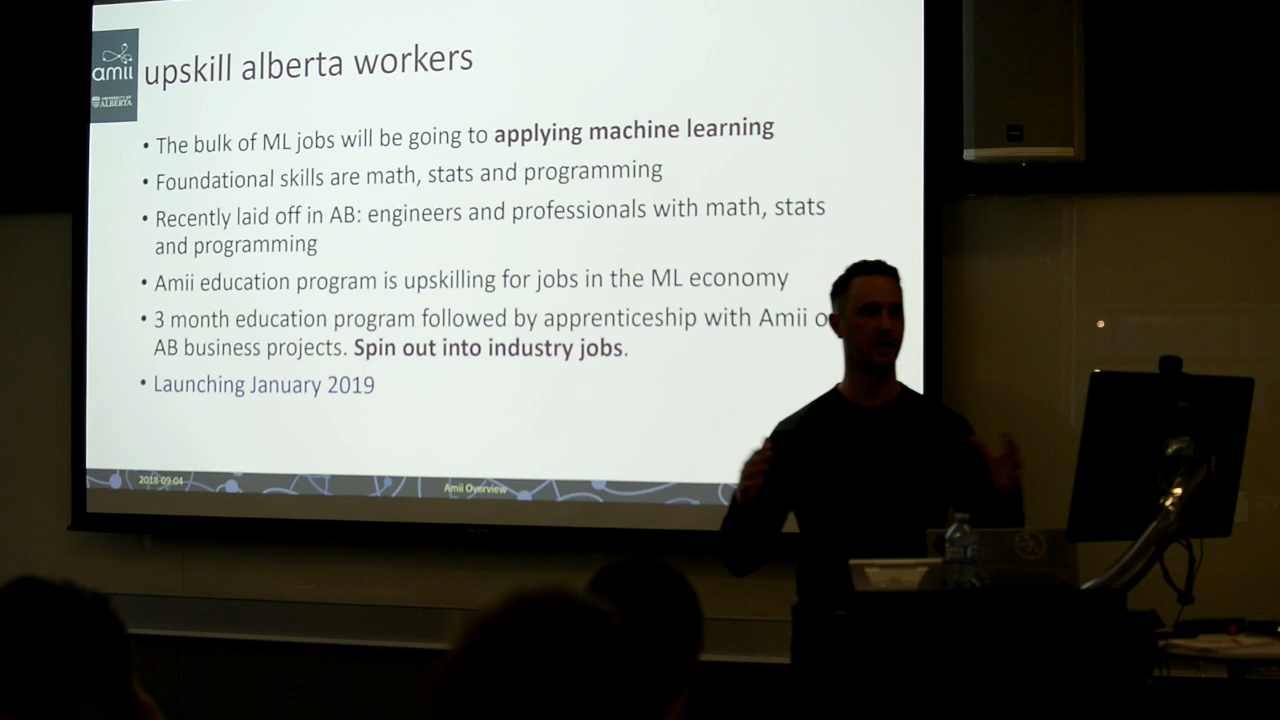 amii
UNIVERSITY OF
ALBERTA
upskill alberta workers
• The bulk of ML jobs will be going to applying machine learning
• Foundational skills are math, stats and programming
• Recently laid off in AB: engineers and professionals with math, stats
and programming
• Amii education program is upskilling for jobs in the ML economy
• 3 month education program followed by apprenticeship with Amii
AB business projects. Spin out into industry jobs.
• Launching January 2019
2018-09-04
Amii Overview